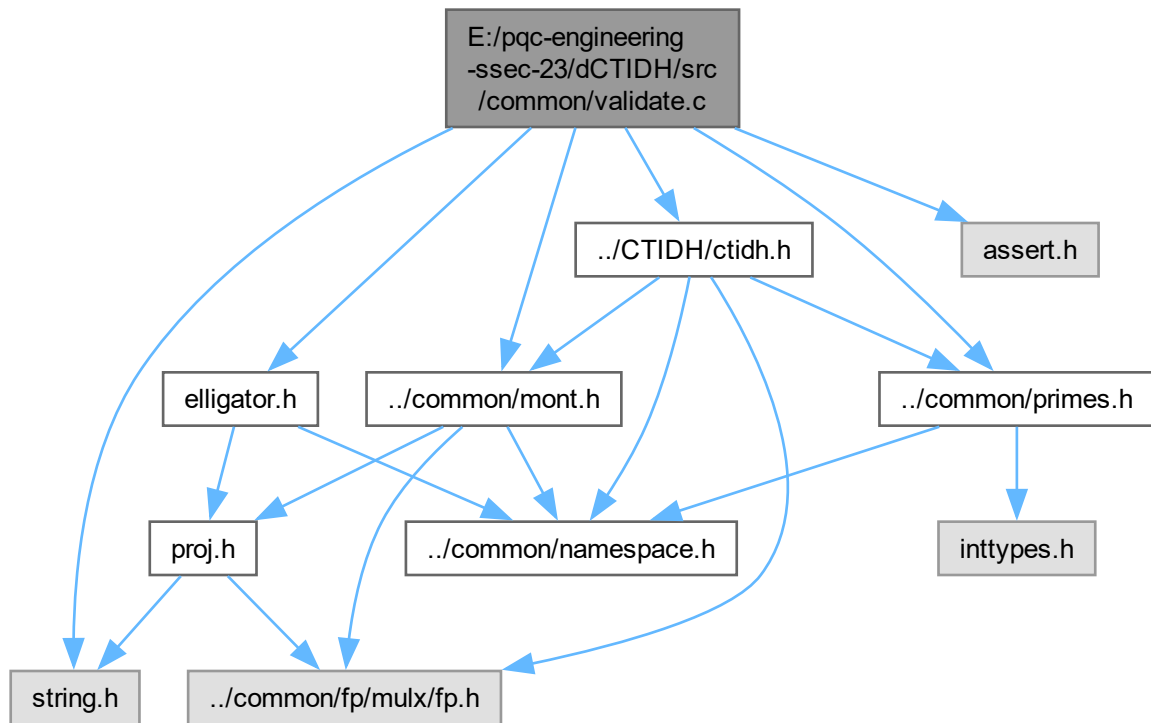 E:/pqc-engineering
-ssec-23/dCTIDH/src
/common/validate.c
../CTIDH/ctidh.h
assert.h
elligator.h
../common/mont.h
../common/primes.h
proj.h
../common/namespace.h
inttypes.h
string.h
../common/fp/mulx/fp.h